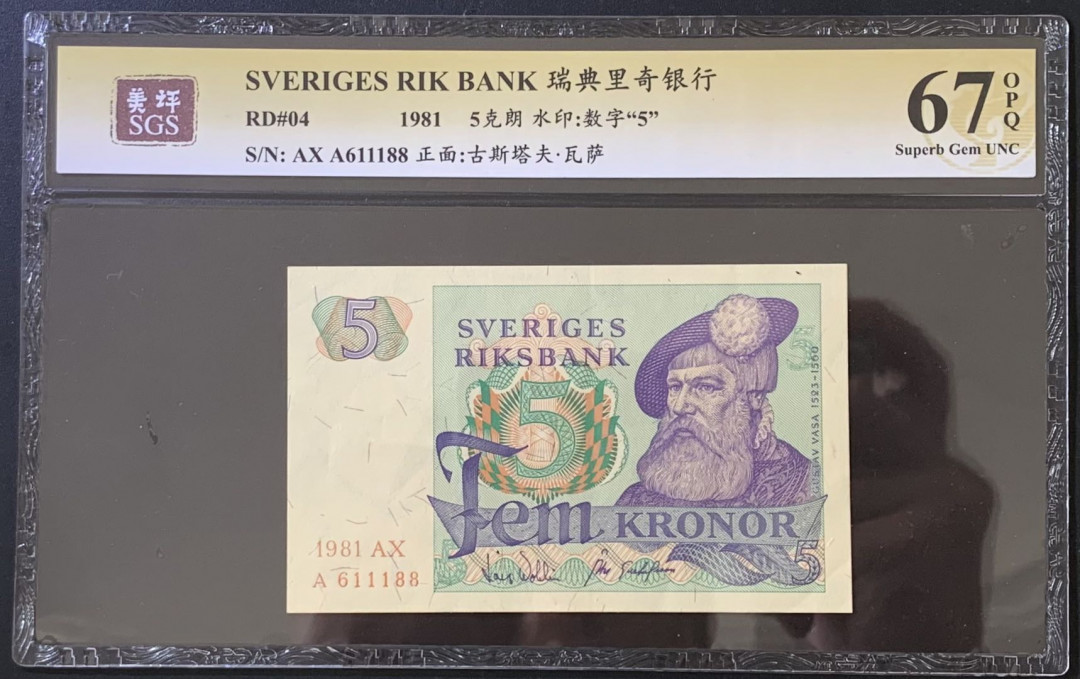 美评
SGS
SVERIGES RIK BANK 瑞典里奇银行
RD#04 1981 5克朗 水印:数字“5”
S/N: AX A611188 正面:古斯塔夫·瓦萨
67
OPQ
Superb Gem UNC
5
SVERIGES
RIKSBANK
5
5
GUSTAV VASA 1523-1560
Fem KRONOR
1981 AX
A 611188
5